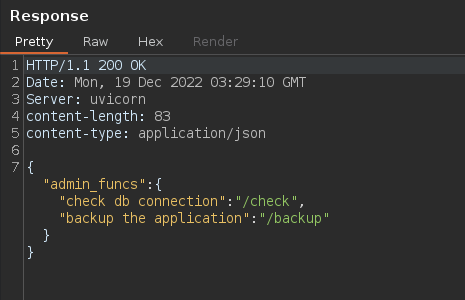 Response
Pretty Raw Hex Render
1 HTTP/1.1 200 OK
2 Date: Mon, 19 Dec 2022 03:29:10 GMT
3 Server: uvicorn
4 content-length: 83
5 content-type: application/json
6
7 {
"admin_funcs":{
"check db connection":"/check",
"backup the application":"/backup"
}
}